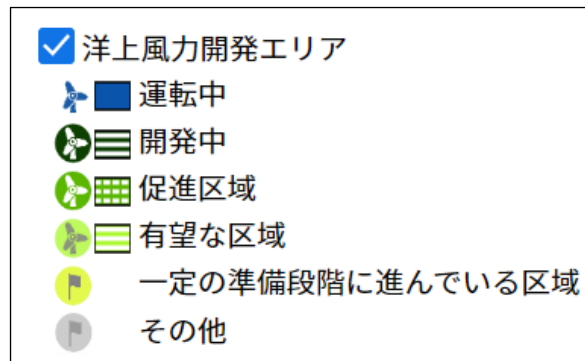 洋上風力開発エリア
運転中
開発中
促進区域
有望な区域
一定の準備段階に進んでいる区域
その他